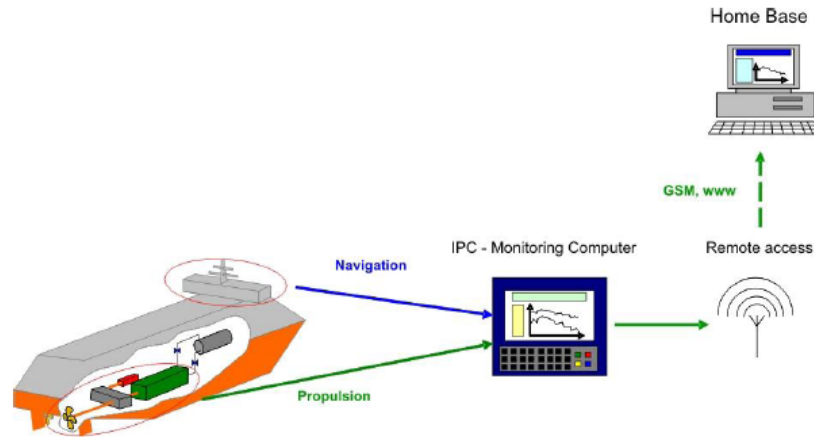 Home Base
GSM, www
IPC - Monitoring Computer
Remote access
Navigation
Propulsion